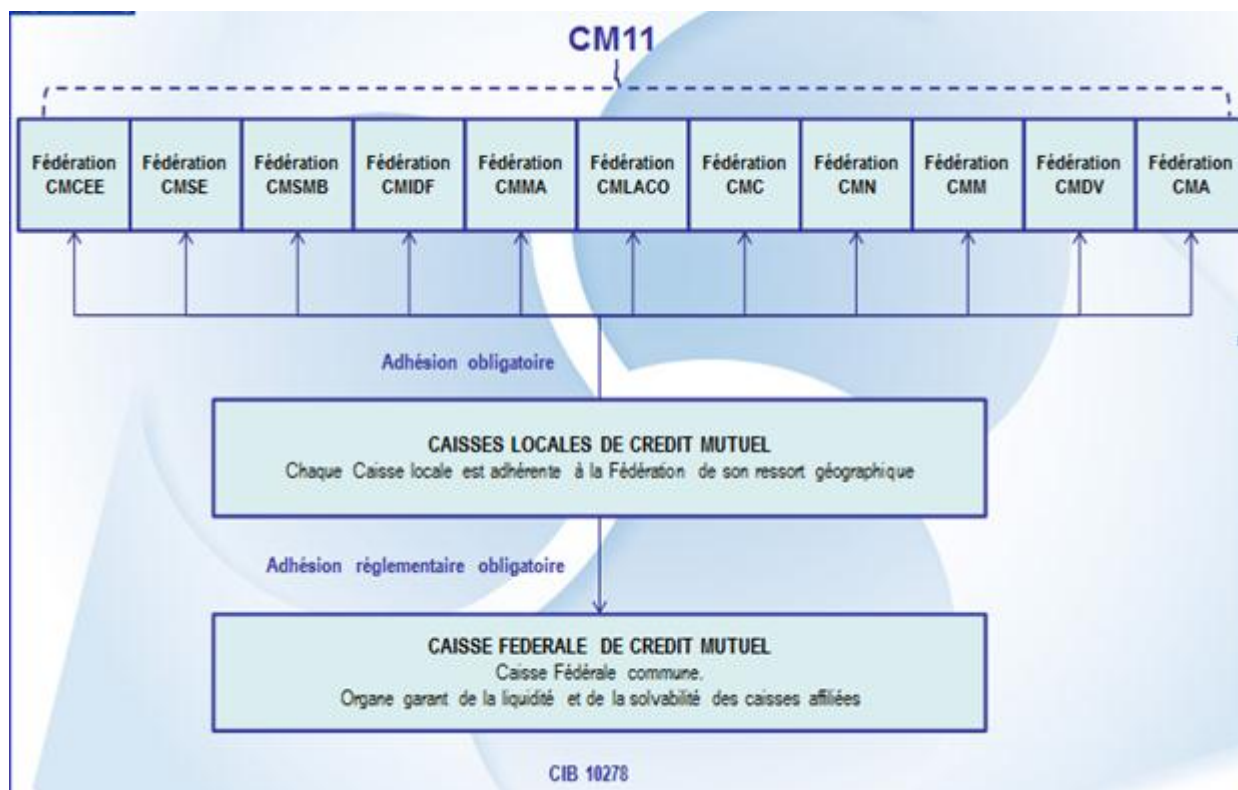 CM11
Fédération CMCEE
Fédération CMSE
Fédération CMSMB
Fédération CMIDF
Fédération CMMA
Fédération CMLACO
Fédération CMC
Fédération CMN
Fédération CMM
Fédération CMDV
Fédération CMA
Adhésion obligatoire
CAISSES LOCALES DE CREDIT MUTUEL
Chaque Caisse locale est adhérente à la Fédération de son ressort géographique
Adhésion réglementaire obligatoire
CAISSE FEDERALE DE CREDIT MUTUEL
Caisse Fédérale commune.
Organe garant de la liquidité et de la solvabilité des caisses affiliées
CIB 10278